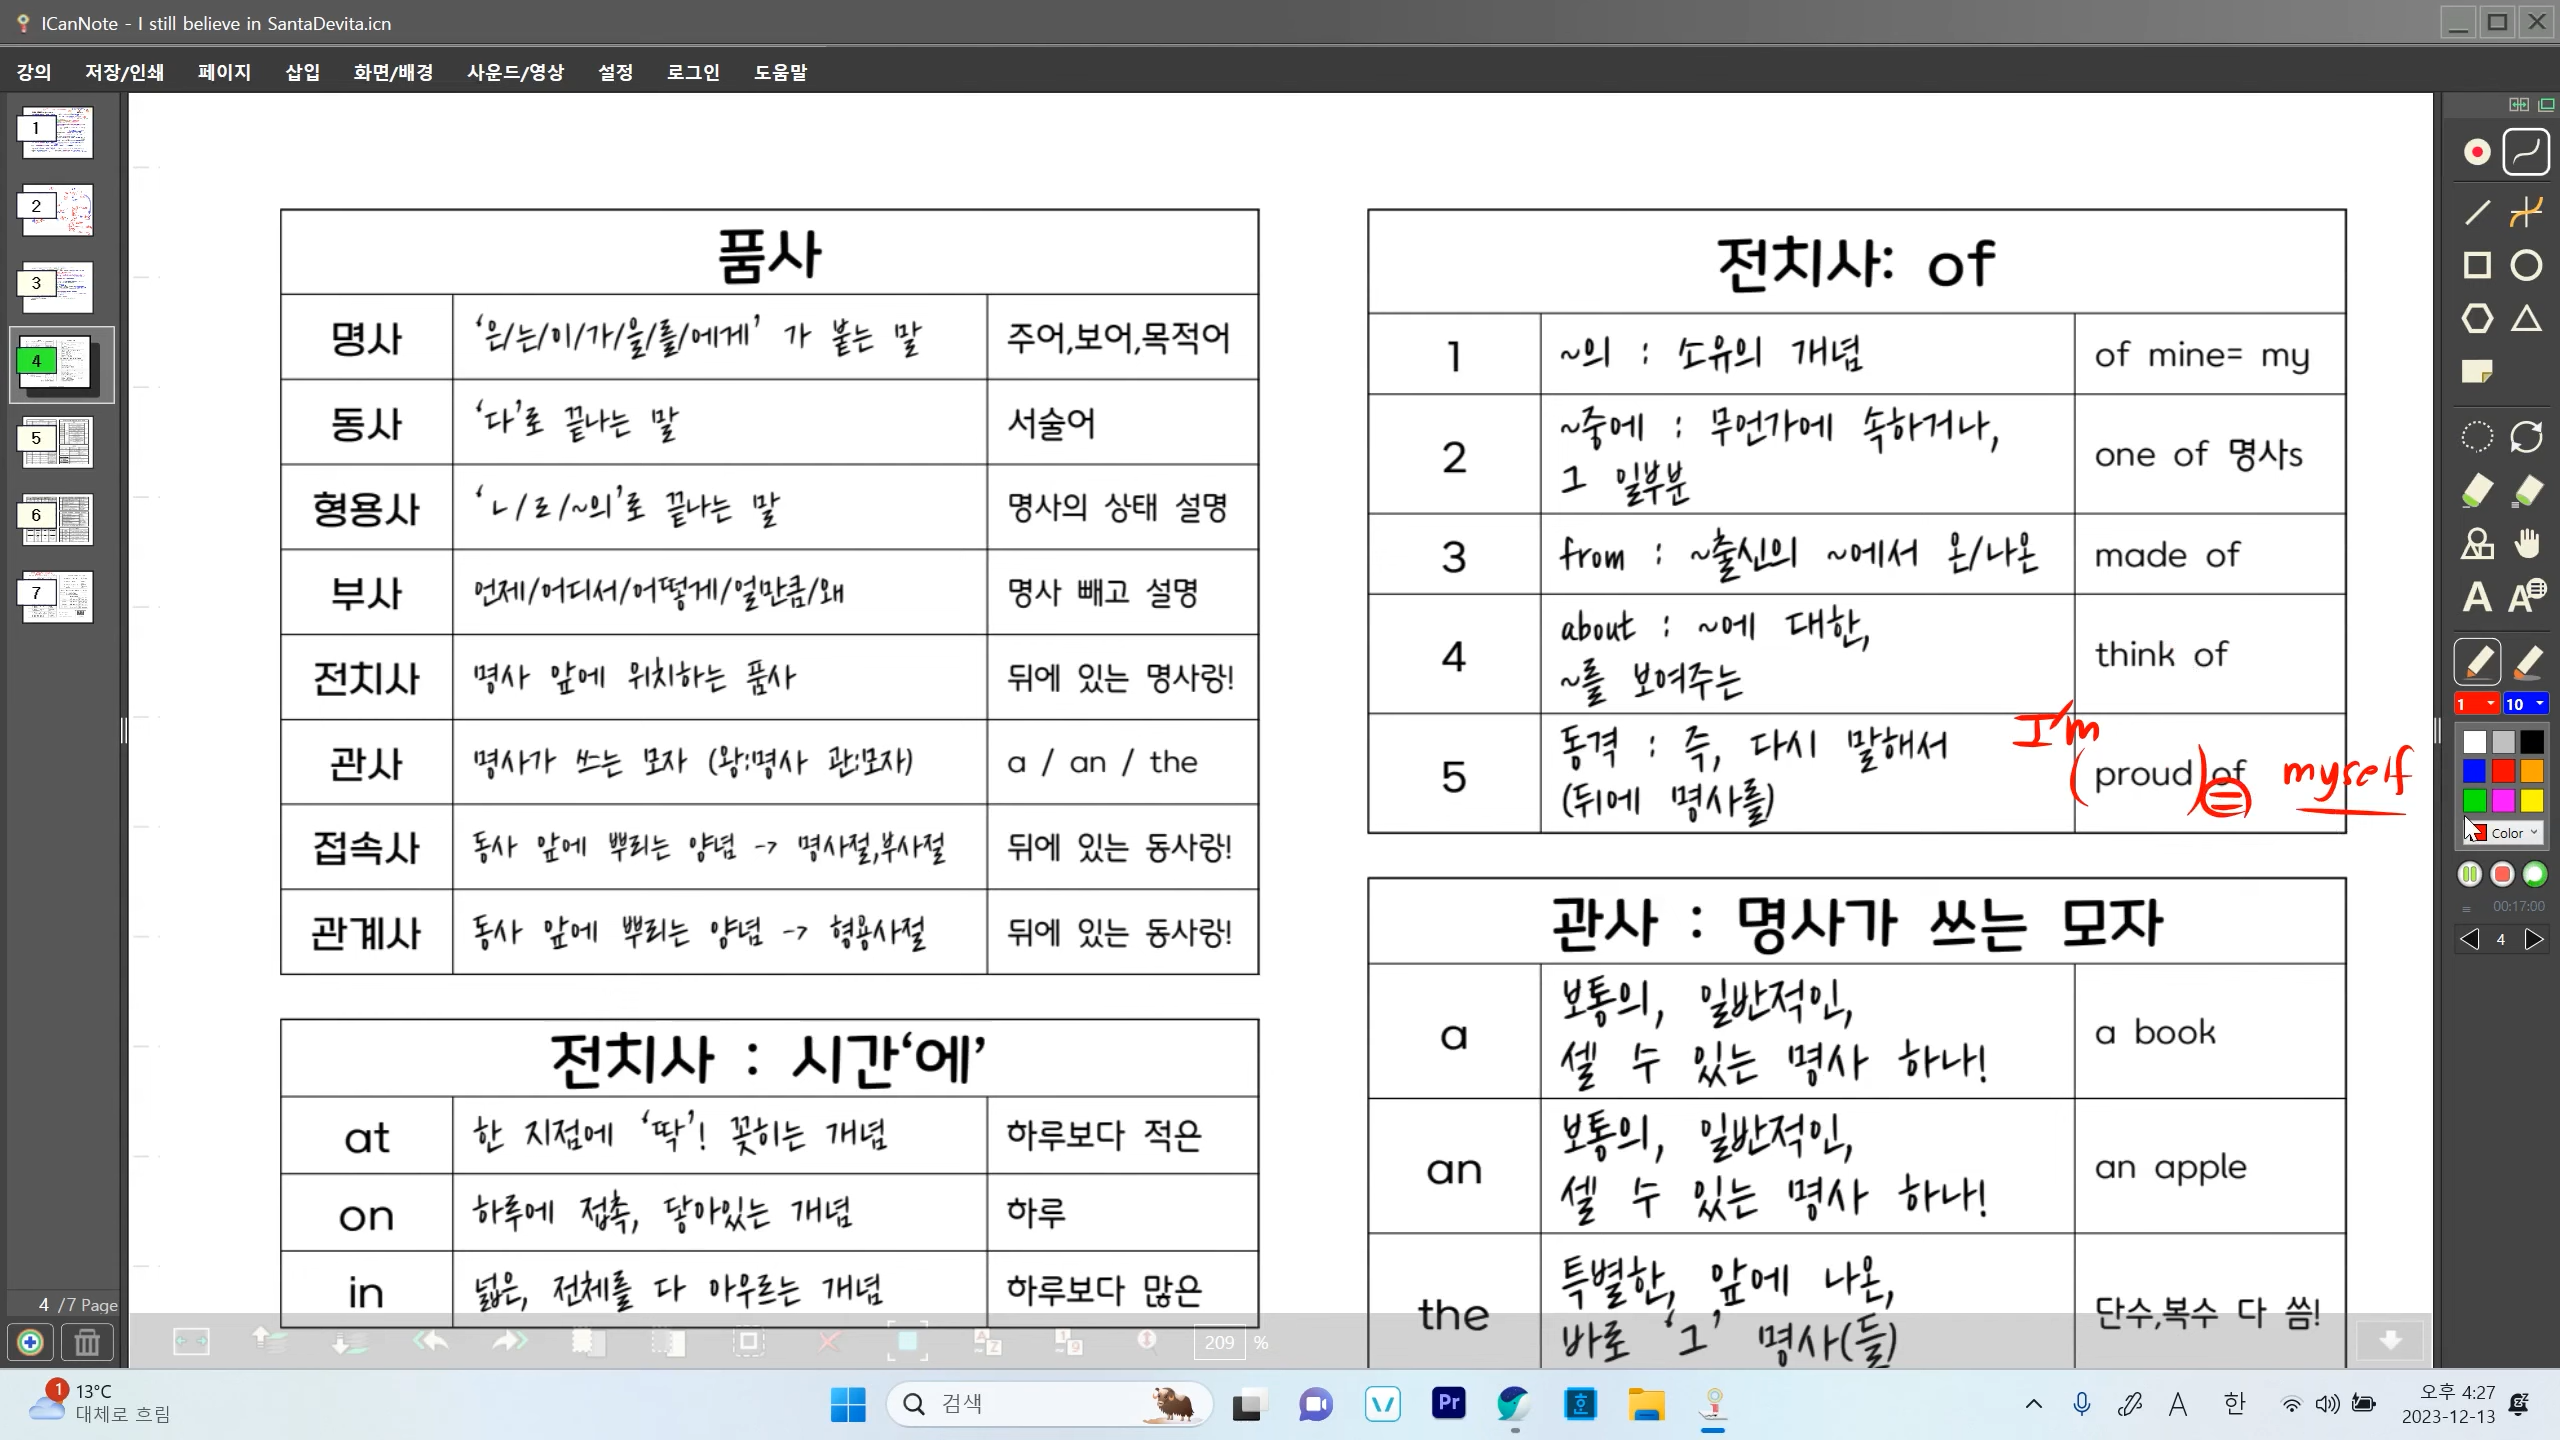 ICanNote - I still believe in SantaDevita.icn
강의 저장/인쇄 페이지 삽입 화면/배경 사운드/영상 설정 로그인 도움말
1
2
3
4
5
6
7
4 /7 Page
품사
명사 '은/는/이/가/을/를/에게' 가 붙는 말 주어,보어,목적어
동사 '다'로 끝나는 말 서술어
형용사 'ㄴ/ㄹ/~의'로 끝나는 말 명사의 상태 설명
부사 언제/어디서/어떻게/얼만큼/왜 명사 빼고 설명
전치사 명사 앞에 위치하는 품사 뒤에 있는 명사랑!
관사 명사가 쓰는 모자 (왕:명사 관:모자) a / an / the
접속사 동사 앞에 뿌리는 양념 -> 명사절,부사절 뒤에 있는 동사랑!
관계사 동사 앞에 뿌리는 양념 -> 형용사절 뒤에 있는 동사랑!
전치사 : 시간'에'
at 한 지점에 '딱'! 꽂히는 개념 하루보다 적은
on 하루에 접촉, 닿아있는 개념 하루
in 넓은, 전체를 다 아우르는 개념 하루보다 많은
전치사: of
1 ~의 : 소유의 개념 of mine= my
2 ~중에 : 무언가에 속하거나,
그 일부분 one of 명사s
3 from : ~출신의 ~에서 온/나온 made of
4 about : ~에 대한,
~를 보여주는 think of
5 동격 : 즉, 다시 말해서
(뒤에 명사를)
I'm
(proud) of myself
관사 : 명사가 쓰는 모자
a 보통의, 일반적인,
셀 수 있는 명사 하나! a book
an 보통의, 일반적인,
셀 수 있는 명사 하나! an apple
the 특별한, 앞에 나온,
바로 '그' 명사(들) 단수,복수 다 씀!
209 %
1 10
Color
00:17:00
4
1 13°C
대체로 흐림
검색
Pr
A 한
오후 4:27
2023-12-13